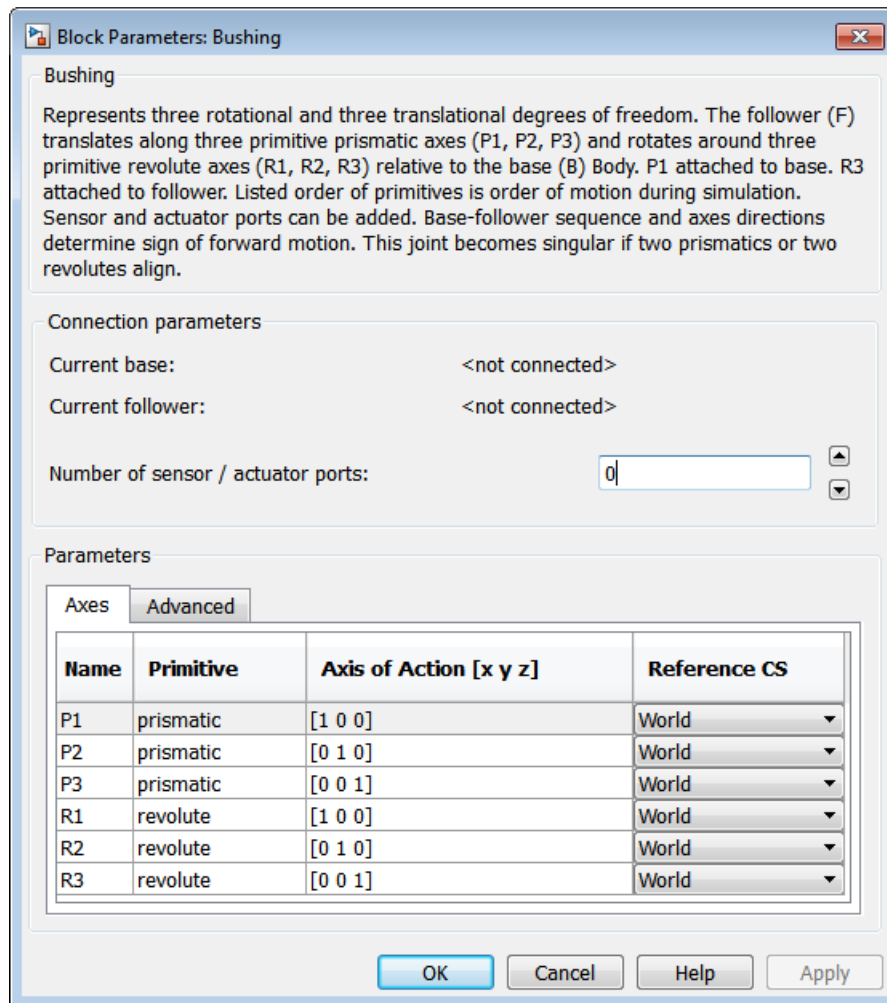 Block Parameters: Bushing
Bushing
Represents three rotational and three translational degrees of freedom. The follower (F)
translates along three primitive prismatic axes (P1, P2, P3) and rotates around three
primitive revolute axes (R1, R2, R3) relative to the base (B) Body. P1 attached to base. R3
attached to follower. Listed order of primitives is order of motion during simulation.
Sensor and actuator ports can be added. Base-follower sequence and axes directions
determine sign of forward motion. This joint becomes singular if two prismatics or two
revolutes align.
Connection parameters
Current base: <not connected>
Current follower: <not connected>
Number of sensor / actuator ports: 0
Parameters
Axes Advanced
Name Primitive Axis of Action [x y z] Reference CS
P1 prismatic [1 0 0] World
P2 prismatic [0 1 0] World
P3 prismatic [0 0 1] World
R1 revolute [1 0 0] World
R2 revolute [0 1 0] World
R3 revolute [0 0 1] World
OK Cancel Help Apply